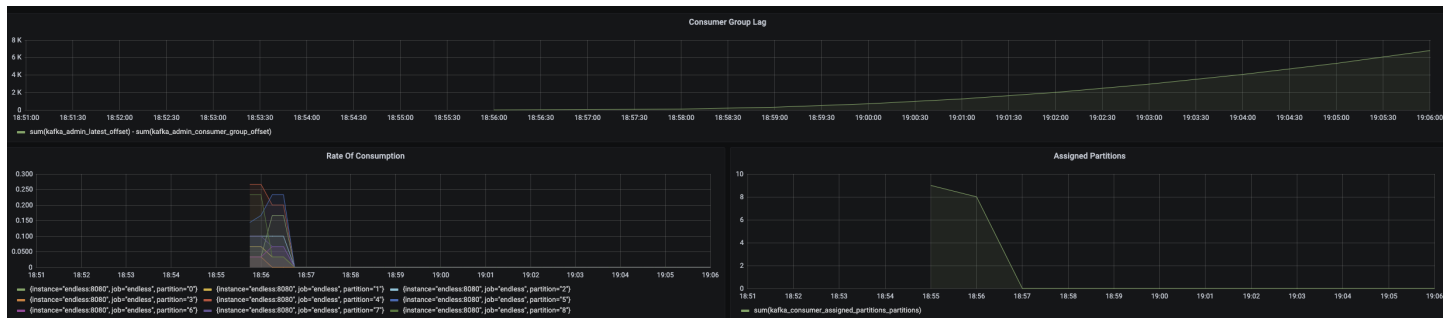 Consumer Group Lag
8 K
6 K
4 K
2 K
0
18:51:00 18:51:30 18:52:00 18:52:30 18:53:00 18:53:30 18:54:00 18:54:30 18:55:00 18:55:30 18:56:00 18:56:30 18:57:00 18:57:30 18:58:00 18:58:30 18:59:00 18:59:30 19:00:00 19:00:30 19:01:00 19:01:30 19:02:00 19:02:30 19:03:00 19:03:30 19:04:00 19:04:30 19:05:00 19:05:30 19:06:00
sum(kafka_admin_latest_offset) - sum(kafka_admin_consumer_group_offset)
Rate Of Consumption
0.300
0.250
0.200
0.150
0.100
0.0500
0
18:51 18:52 18:53 18:54 18:55 18:56 18:57 18:58 18:59 19:00 19:01 19:02 19:03 19:04 19:05 19:06
{instance="endless:8080", job="endless", partition="0"} {instance="endless:8080", job="endless", partition="1"} {instance="endless:8080", job="endless", partition="2"}
{instance="endless:8080", job="endless", partition="3"} {instance="endless:8080", job="endless", partition="4"} {instance="endless:8080", job="endless", partition="5"}
{instance="endless:8080", job="endless", partition="6"} {instance="endless:8080", job="endless", partition="7"} {instance="endless:8080", job="endless", partition="8"}
Assigned Partitions
10
8
6
4
2
0
18:51 18:52 18:53 18:54 18:55 18:56 18:57 18:58 18:59 19:00 19:01 19:02 19:03 19:04 19:05 19:06
sum(kafka_consumer_assigned_partitions_partitions)